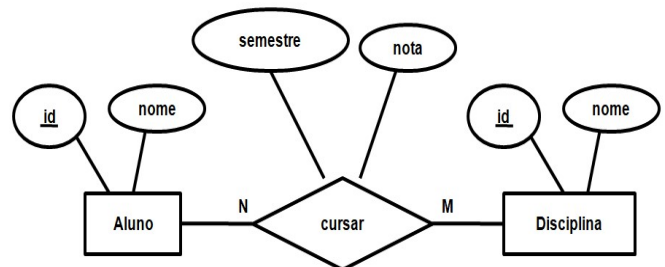 semestre
nota
id
nome
id
nome
N
M
Aluno
cursar
Disciplina